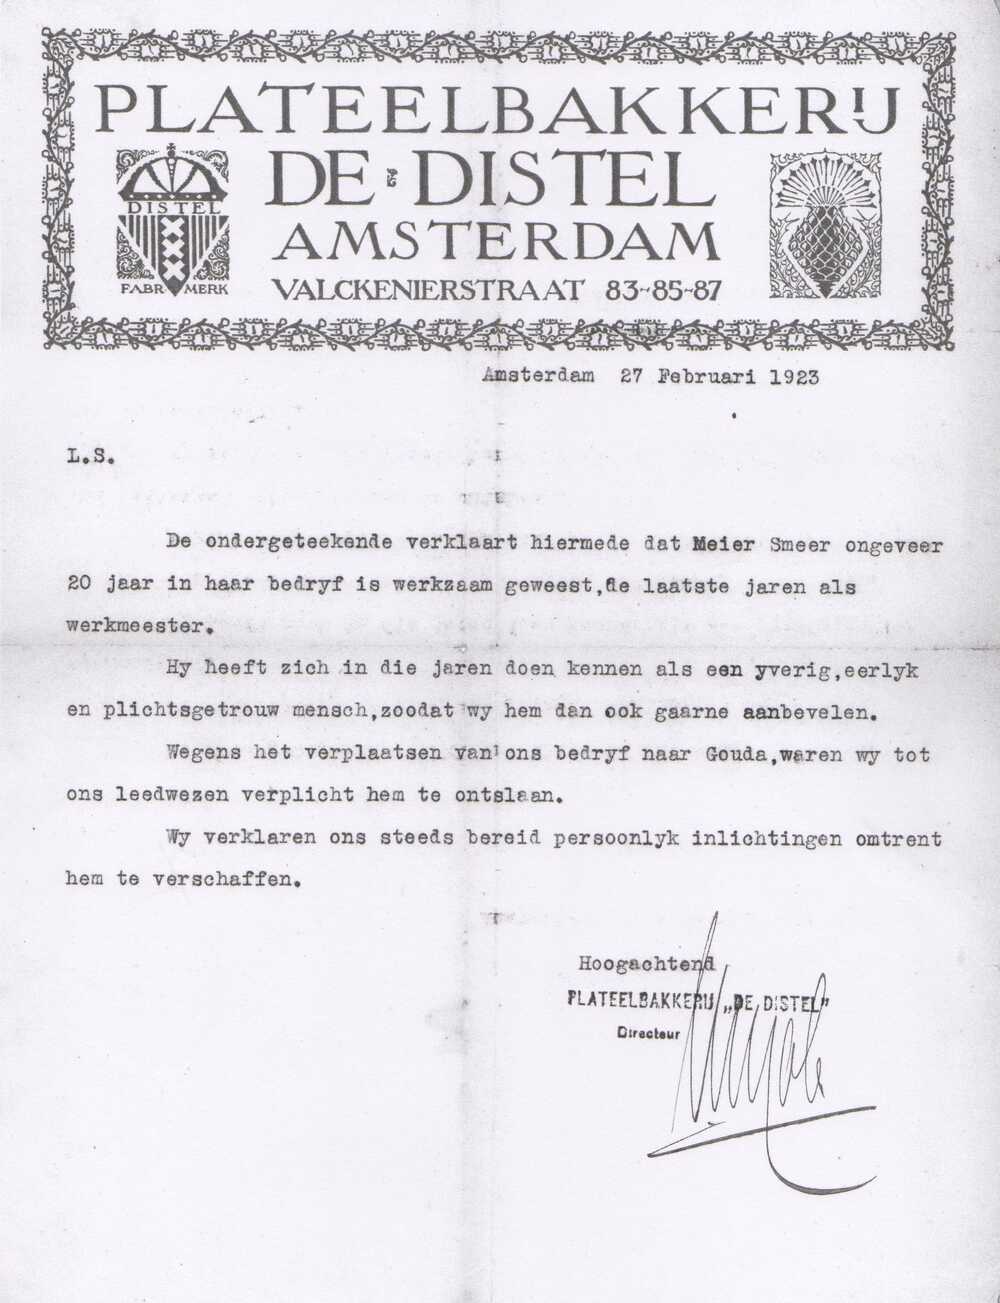 PLATEELBAKKERIJ
DE DISTEL
AMSTERDAM
VALCKENIERSTRAAT 83-85-87
DISTEL
FABR MERK
Amsterdam 27 Februari 1923
L.S.
De ondergeteekende verklaart hiermede dat Meier Smeer ongeveer
20 jaar in haar bedryf is werkzaam geweest,de laatste jaren als
werkmeester.
Hy heeft zich in die jaren doen kennen als een yverig,eerlyk
en plichtsgetrouw mensch,zoodat wy hem dan ook gaarne aanbevelen.
Wegens het verplaatsen van ons bedryf naar Gouda,waren wy tot
ons leedwezen verplicht hem te ontslaan.
Wy verklaren ons steeds bereid persoonlyk inlichtingen omtrent
hem te verschaffen.
Hoogachtend
PLATEELBAKKERIJ „DE DISTEL"
Directeur